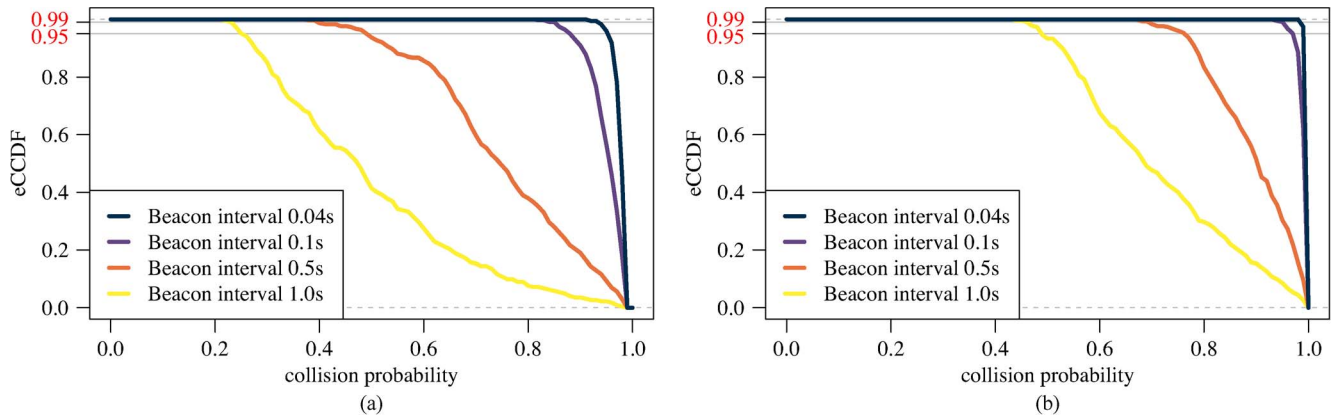 0.99
0.95
0.8
0.6
0.4
0.2
0.0
eCCDF
Beacon interval 0.04s
Beacon interval 0.1s
Beacon interval 0.5s
Beacon interval 1.0s
0.0 0.2 0.4 0.6 0.8 1.0
collision probability
(a)
0.99
0.95
0.8
0.6
0.4
0.2
0.0
eCCDF
Beacon interval 0.04s
Beacon interval 0.1s
Beacon interval 0.5s
Beacon interval 1.0s
0.0 0.2 0.4 0.6 0.8 1.0
collision probability
(b)